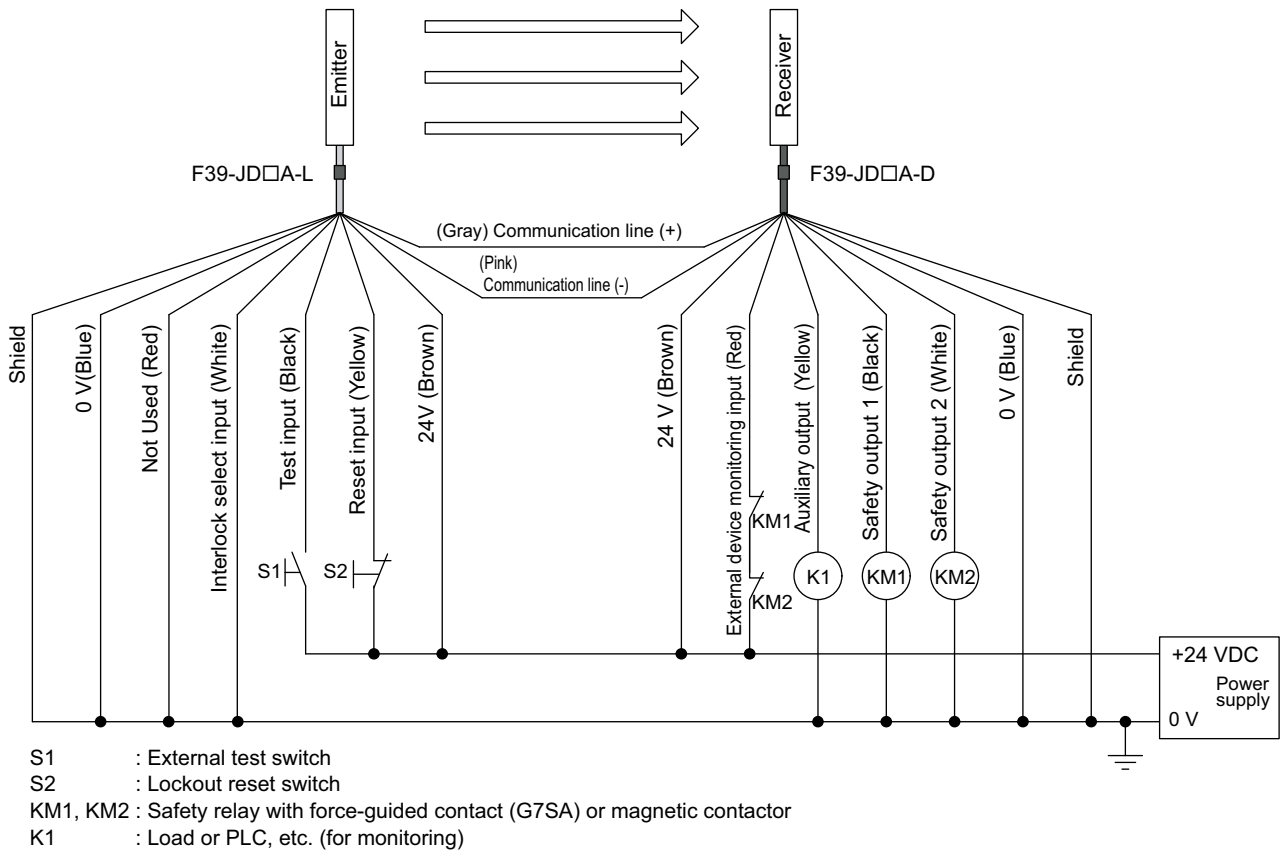 Emitter
Receiver
F39-JD□A-L
F39-JD□A-D
(Gray) Communication line (+)
(Pink)
Communication line (-)
Shield
0 V(Blue)
Not Used (Red)
Interlock select input (White)
Test input (Black)
Reset input (Yellow)
24V (Brown)
24 V (Brown)
External device monitoring input (Red)
Auxiliary output (Yellow)
Safety output 1 (Black)
Safety output 2 (White)
0 V (Blue)
Shield
S1
S2
KM1
KM2
K1
KM1
KM2
+24 VDC
Power
supply
0 V
S1 : External test switch
S2 : Lockout reset switch
KM1, KM2 : Safety relay with force-guided contact (G7SA) or magnetic contactor
K1 : Load or PLC, etc. (for monitoring)